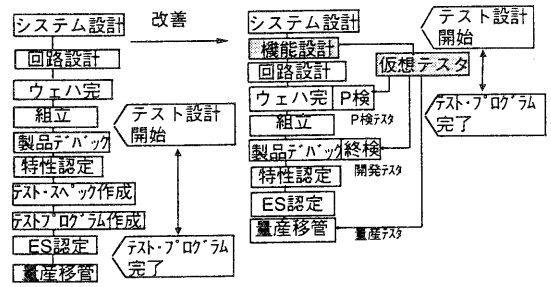 システム設計
回路設計
ウェハ完
組立
製品デバック
特性認定
テスト・スペック作成
テストプログラム作成
ES認定
量産移管
テスト設計
開始
テスト・プログラム
完了
改善
システム設計
機能設計
回路設計
ウェハ完
P検
P検テスタ
組立
製品デバック
終検
開発テスタ
特性認定
ES認定
量産移管
量産テスタ
仮想テスタ
テスト設計
開始
テスト・プログラム
完了